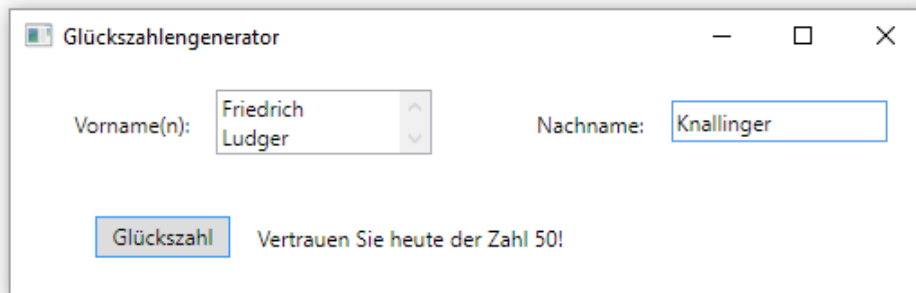 Glückszahlengenerator
Vorname(n):
Friedrich
Ludger
Nachname:
Knallinger
Glückszahl
Vertrauen Sie heute der Zahl 50!